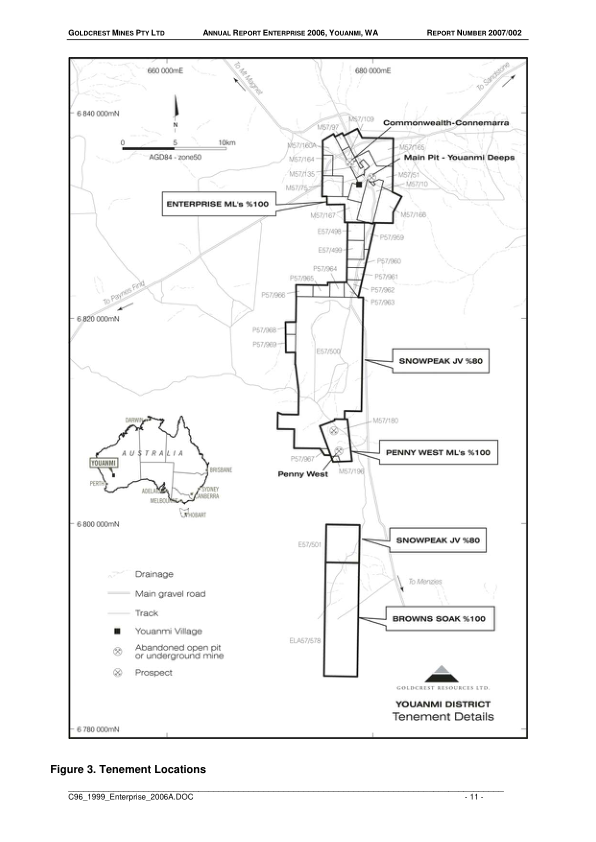 GOLDCREST MINES PTY LTD ANNUAL REPORT ENTERPRISE 2006, YOUANMI, WA REPORT NUMBER 2007/002
660 000mE 680 000mE
To Mt Magnet
To Sandstone
6 840 000mN
N
0 5 10km
AGD84 - zone50
M57/109
M57/97
Commonwealth-Connemarra
M57/160A
M57/165
M57/164
Main Pit - Youanmi Deeps
M57/135
M57/51
M57/75
M57/10
ENTERPRISE ML's %100
M57/167
M57/166
E57/498
P57/959
E57/499
P57/960
P57/964
P57/965
P57/961
P57/962
P57/966
P57/963
To Paynes Find
6 820 000mN
P57/968
P57/969
E57/500
SNOWPEAK JV %80
M57/180
PENNY WEST ML's %100
P57/967
M57/196
Penny West
DARWIN
AUSTRALIA
YOUANMI
BRISBANE
PERTH
ADELAIDE
SYDNEY
CANBERRA
MELBOURNE
HOBART
6 800 000mN
E57/501
SNOWPEAK JV %80
To Menzies
BROWNS SOAK %100
ELA57/578
Drainage
Main gravel road
Track
Youanmi Village
Abandoned open pit
or underground mine
Prospect
GOLDCREST RESOURCES LTD.
YOUANMI DISTRICT
Tenement Details
6 780 000mN
Figure 3. Tenement Locations
C96_1999_Enterprise_2006A.DOC - 11 -